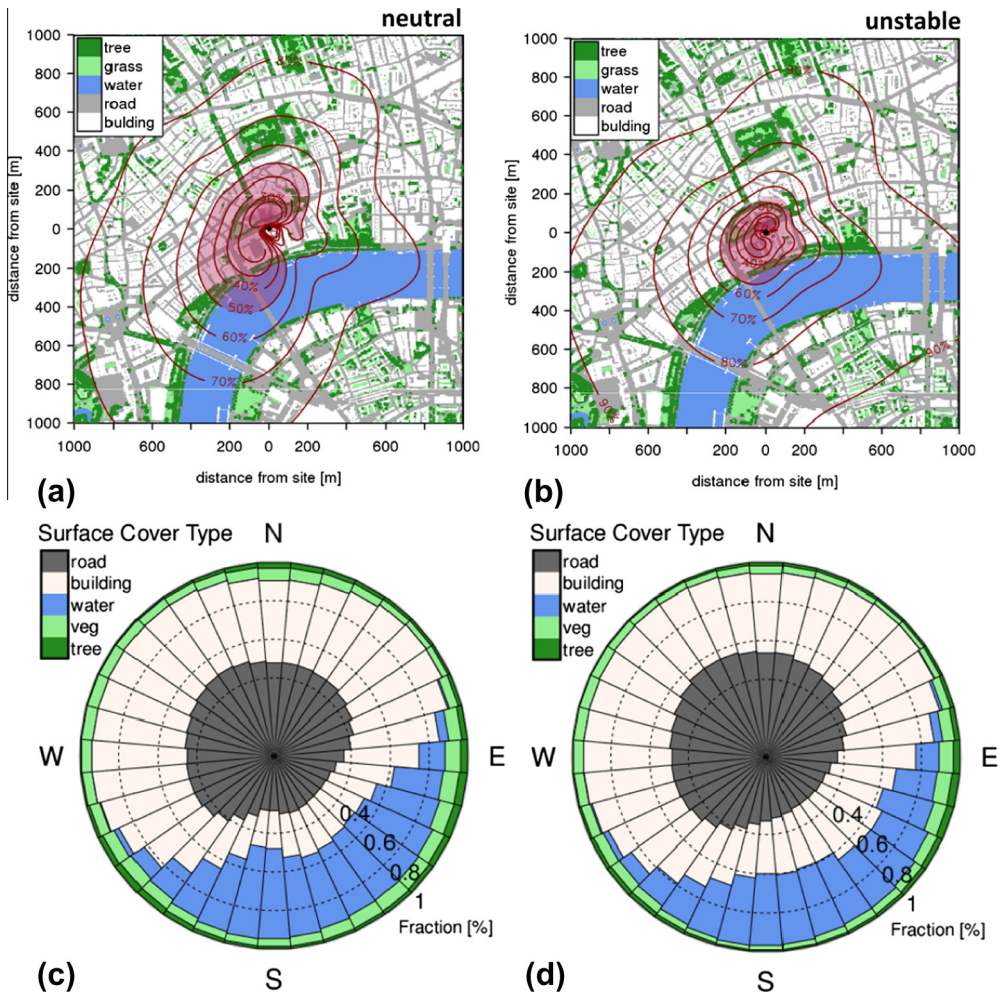 neutral
unstable
tree
grass
water
road
bulding
tree
grass
water
road
bulding
1000
800
600
400
200
0
200
400
600
800
1000
1000
800
600
400
200
0
200
400
600
800
1000
distance from site [m]
distance from site [m]
80%
40%
50%
60%
70%
90%
40%
60%
70%
80%
90%
90%
1000
600
200
0
200
600
1000
1000
600
200
0
200
600
1000
distance from site [m]
distance from site [m]
(a)
(b)
Surface Cover Type
road
building
water
veg
tree
N
W
E
S
0.4
0.6
0.8
1
Fraction [%]
(c)
Surface Cover Type
road
building
water
veg
tree
N
W
E
S
0.4
0.6
0.8
1
Fraction [%]
(d)